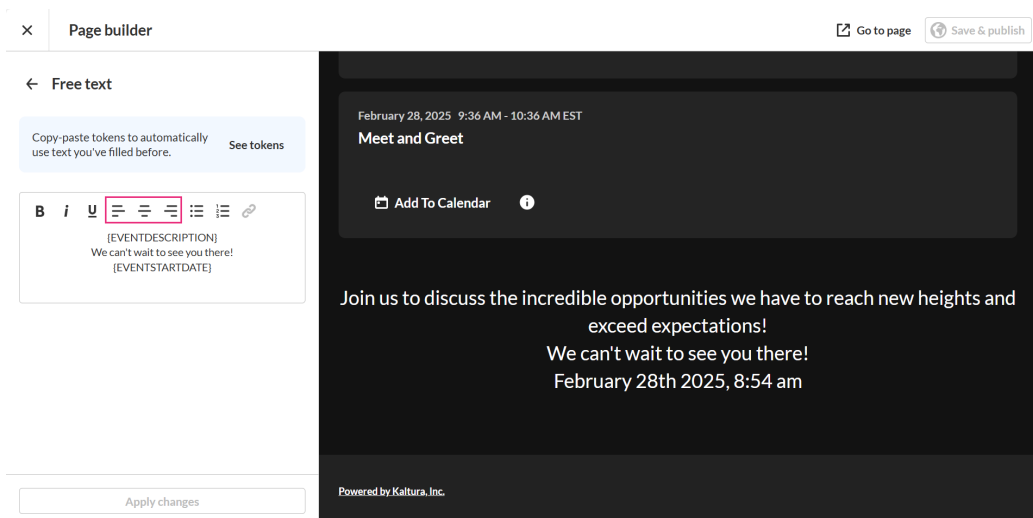 Page builder
Go to page
Save & publish
Free text
Copy-paste tokens to automatically
use text you've filled before.
See tokens
B i U
{EVENTDESCRIPTION}
We can't wait to see you there!
{EVENTSTARTDATE}
Apply changes
February 28, 2025 9:36 AM - 10:36 AM EST
Meet and Greet
Add To Calendar
Join us to discuss the incredible opportunities we have to reach new heights and
exceed expectations!
We can't wait to see you there!
February 28th 2025, 8:54 am
Powered by Kaltura, Inc.